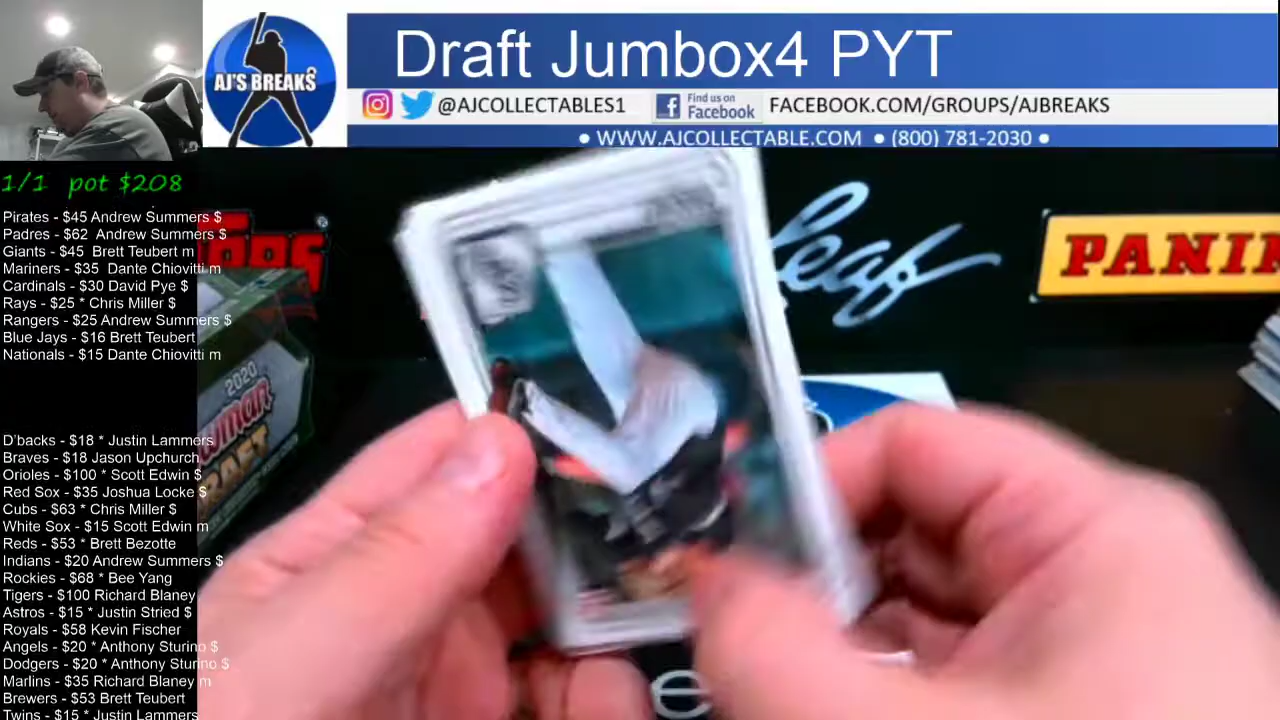 Draft Jumbox4 PYT
AJ'S BREAKS
@AJCOLLECTABLES1
Find us on
Facebook
FACEBOOK.COM/GROUPS/AJBREAKS
● WWW.AJCOLLECTABLE.COM ● (800) 781-2030 ●
1/1 pot $208
Pirates - $45 Andrew Summers $
Padres - $62 Andrew Summers $
Giants - $45 Brett Teubert m
Mariners - $35 Dante Chiovitti m
Cardinals - $30 David Pye $
Rays - $25 * Chris Miller $
Rangers - $25 Andrew Summers $
Blue Jays - $16 Brett Teubert
Nationals - $15 Dante Chiovitti m
D'backs - $18 * Justin Lammers
Braves - $18 Jason Upchurch
Orioles - $100 * Scott Edwin $
Red Sox - $35 Joshua Locke $
Cubs - $63 * Chris Miller $
White Sox - $15 Scott Edwin m
Reds - $53 * Brett Bezotte
Indians - $20 Andrew Summers $
Rockies - $68 * Bee Yang
Tigers - $100 Richard Blaney
Astros - $15 * Justin Stried $
Royals - $58 Kevin Fischer
Angels - $20 * Anthony Sturino $
Dodgers - $20 * Anthony Sturino $
Marlins - $35 Richard Blaney m
Brewers - $53 Brett Teubert
Twins - $15 * Justin Lammers
leaf
PANINI
2020